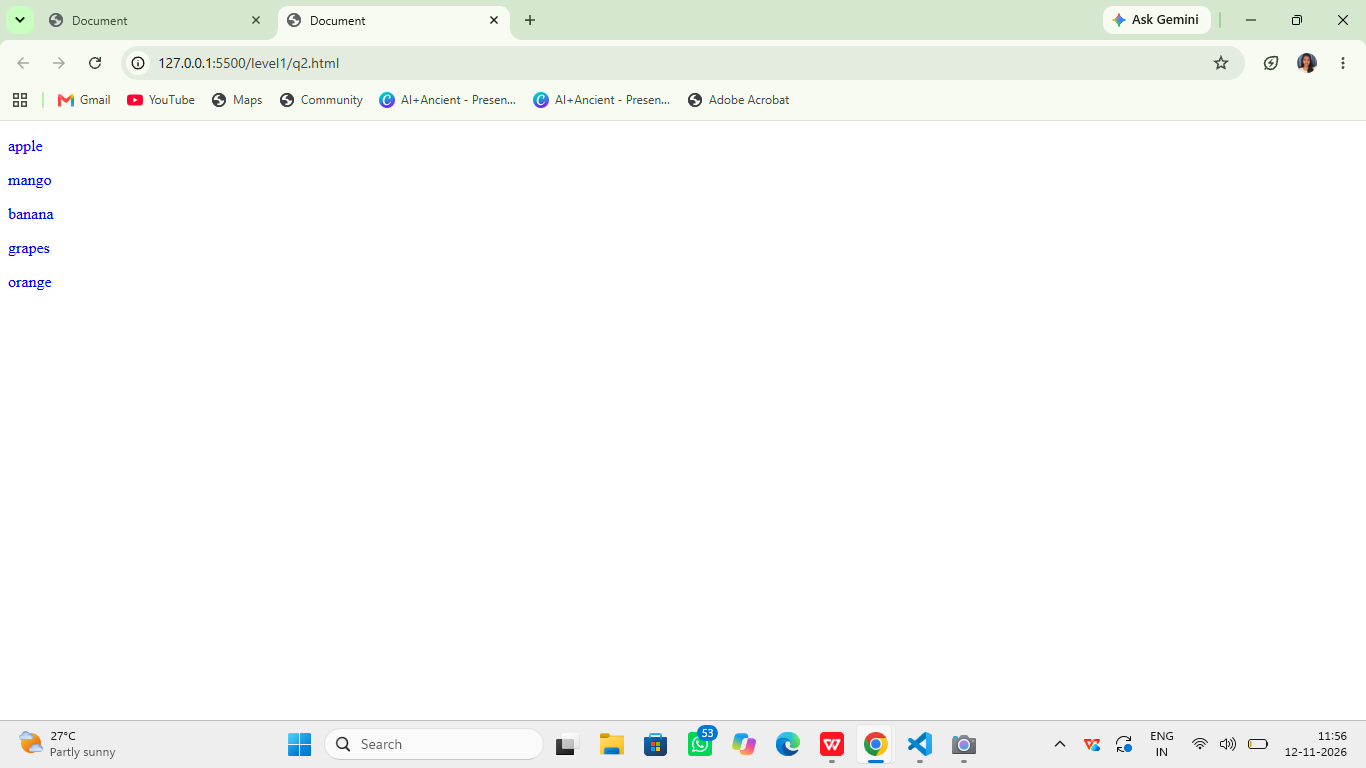 Document
Document
Ask Gemini
127.0.0.1:5500/level1/q2.html
Gmail
YouTube
Maps
Community
AI+Ancient - Presen...
AI+Ancient - Presen...
Adobe Acrobat
apple
mango
banana
grapes
orange
27°C
Partly sunny
Search
53
ENG
IN
11:56
12-11-2026